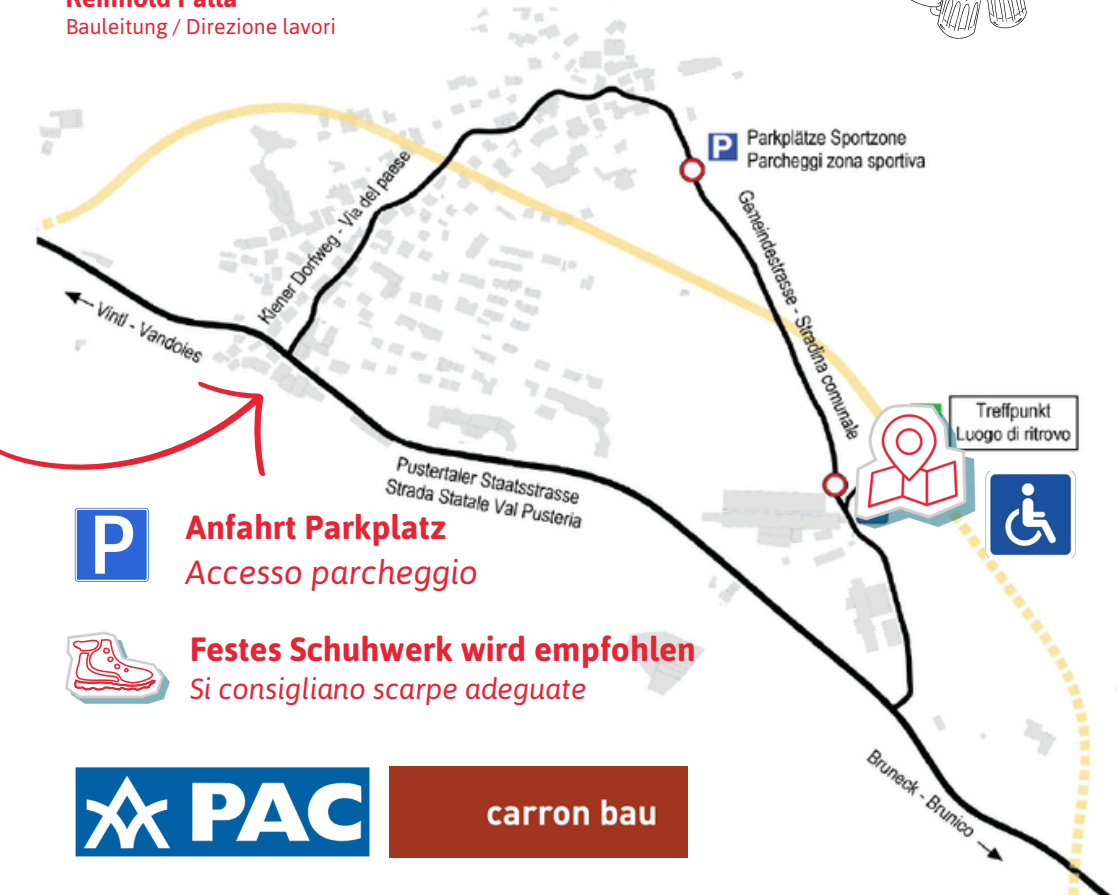 Bauleitung / Direzione lavori
P
Parkplätze Sportzone
Parcheggi zona sportiva
Kiener Dorfweg - Via del paese
Gemeindestrasse - Stradina comunale
Vintl - Vandoies
Treffpunkt
Luogo di ritrovo
Pustertaler Staatsstrasse
Strada Statale Val Pusteria
P
Anfahrt Parkplatz
Accesso parcheggio
Festes Schuhwerk wird empfohlen
Si consigliano scarpe adeguate
Bruneck - Brunico
PAC
carron bau